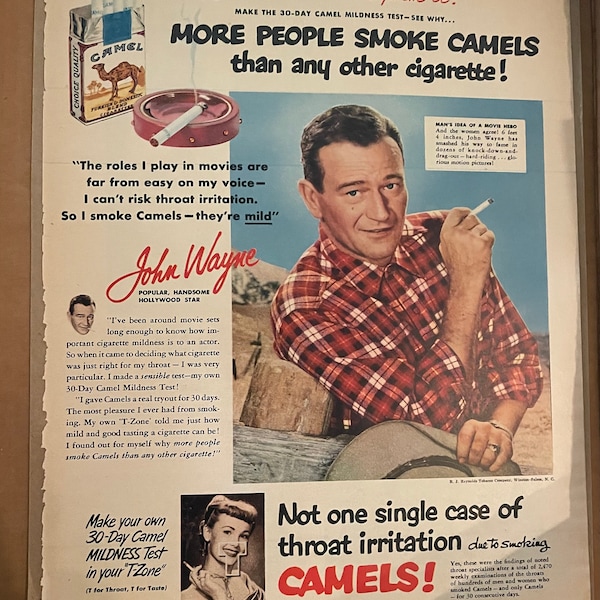 MAKE THE 30-DAY CAMEL MILDNESS TEST—SEE WHY...
MORE PEOPLE SMOKE CAMELS
than any other cigarette!
CHOICE QUALITY
CAMEL
TURKISH & DOMESTIC
BLEND
CIGARETTES
MAN'S IDEA OF A MOVIE HERO
And the women agree! 6 feet
4 inches, John Wayne has
smashed his way to fame in
dozens of knock-down-and-
drag-out — hard-riding . . . glo-
rious motion pictures!
"The roles I play in movies are
far from easy on my voice—
I can't risk throat irritation.
So I smoke Camels—they're mild"
John Wayne
POPULAR, HANDSOME
HOLLYWOOD STAR
"I've been around movie sets
long enough to know how im-
portant cigarette mildness is to an actor.
So when it came to deciding what cigarette
was just right for my throat—I was very
particular. I made a sensible test—my own
30-Day Camel Mildness Test!
"I gave Camels a real tryout for 30 days.
The most pleasure I ever had from smok-
ing. My own 'T-Zone' told me just how
mild and good tasting a cigarette can be!
I found out for myself why more people
smoke Camels than any other cigarette!"
R. J. Reynolds Tobacco Company, Winston-Salem, N. C.
Make your own
30-Day Camel
MILDNESS Test
in your "T-Zone"
(T for Throat, T for Taste)
Not one single case of
throat irritation due to smoking
CAMELS!
Yes, these were the findings of noted
throat specialists after a total of 2,470
weekly examinations of the throats
of hundreds of men and women who
smoked Camels — and only Camels
for 30 consecutive days.